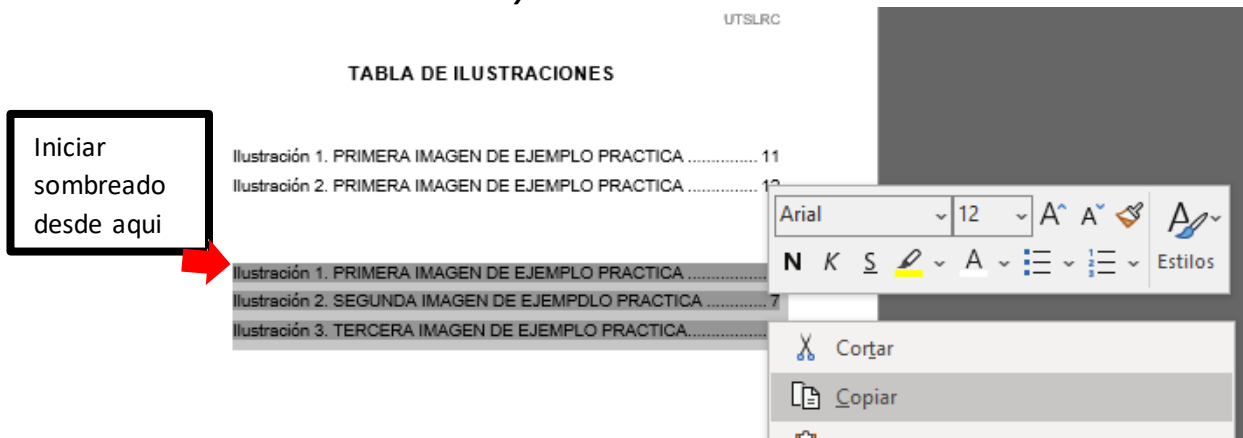 UTSLRC
TABLA DE ILUSTRACIONES
Iniciar
sombreado
desde aqui
Ilustración 1. PRIMERA IMAGEN DE EJEMPLO PRACTICA ............... 11
Ilustración 2. PRIMERA IMAGEN DE EJEMPLO PRACTICA ...............
Ilustración 1. PRIMERA IMAGEN DE EJEMPLO PRACTICA .................
Ilustración 2. SEGUNDA IMAGEN DE EJEMPDLO PRACTICA ............. 7
Ilustración 3. TERCERA IMAGEN DE EJEMPLO PRACTICA.................
Arial 12 A A
N K S A Estilos
Cortar
Copiar